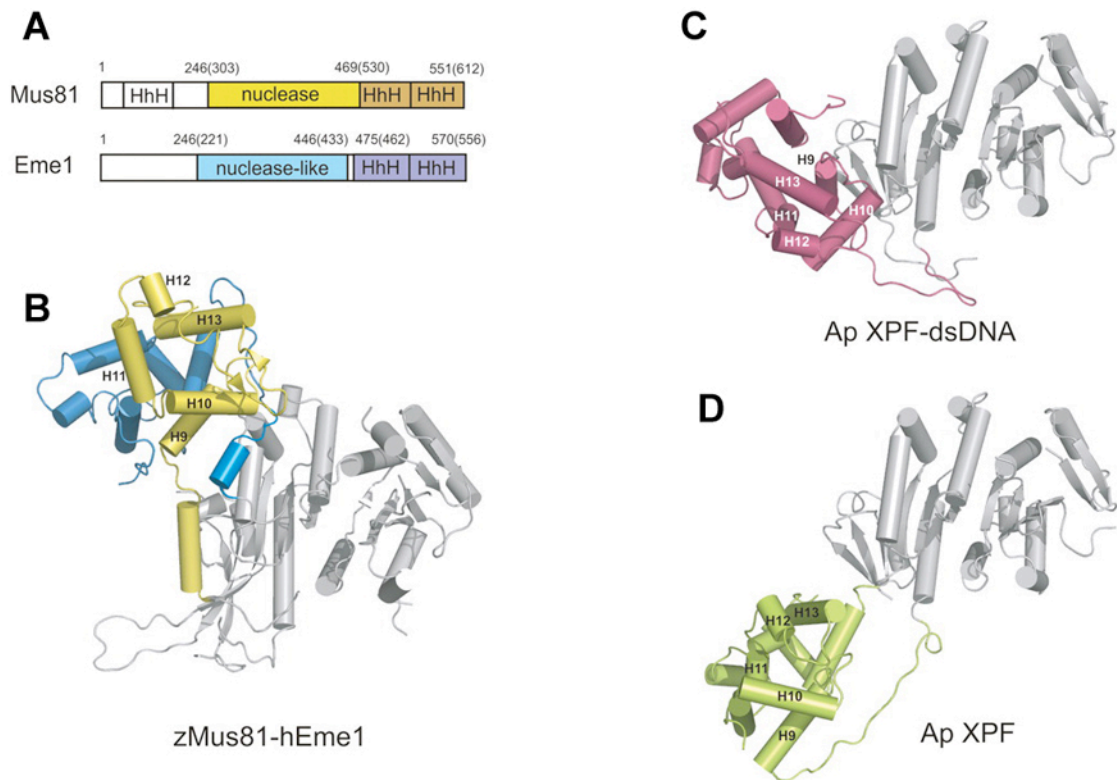 A
1 246(303) 469(530) 551(612)
Mus81 HhH nuclease HhH HhH
1 246(221) 446(433) 475(462) 570(556)
Eme1 nuclease-like HhH HhH
B
H12
H13
H11
H10
H9
zMus81-hEme1
C
H9
H13
H10
H11
H12
Ap XPF-dsDNA
D
H12 H13
H11
H10
H9
Ap XPF